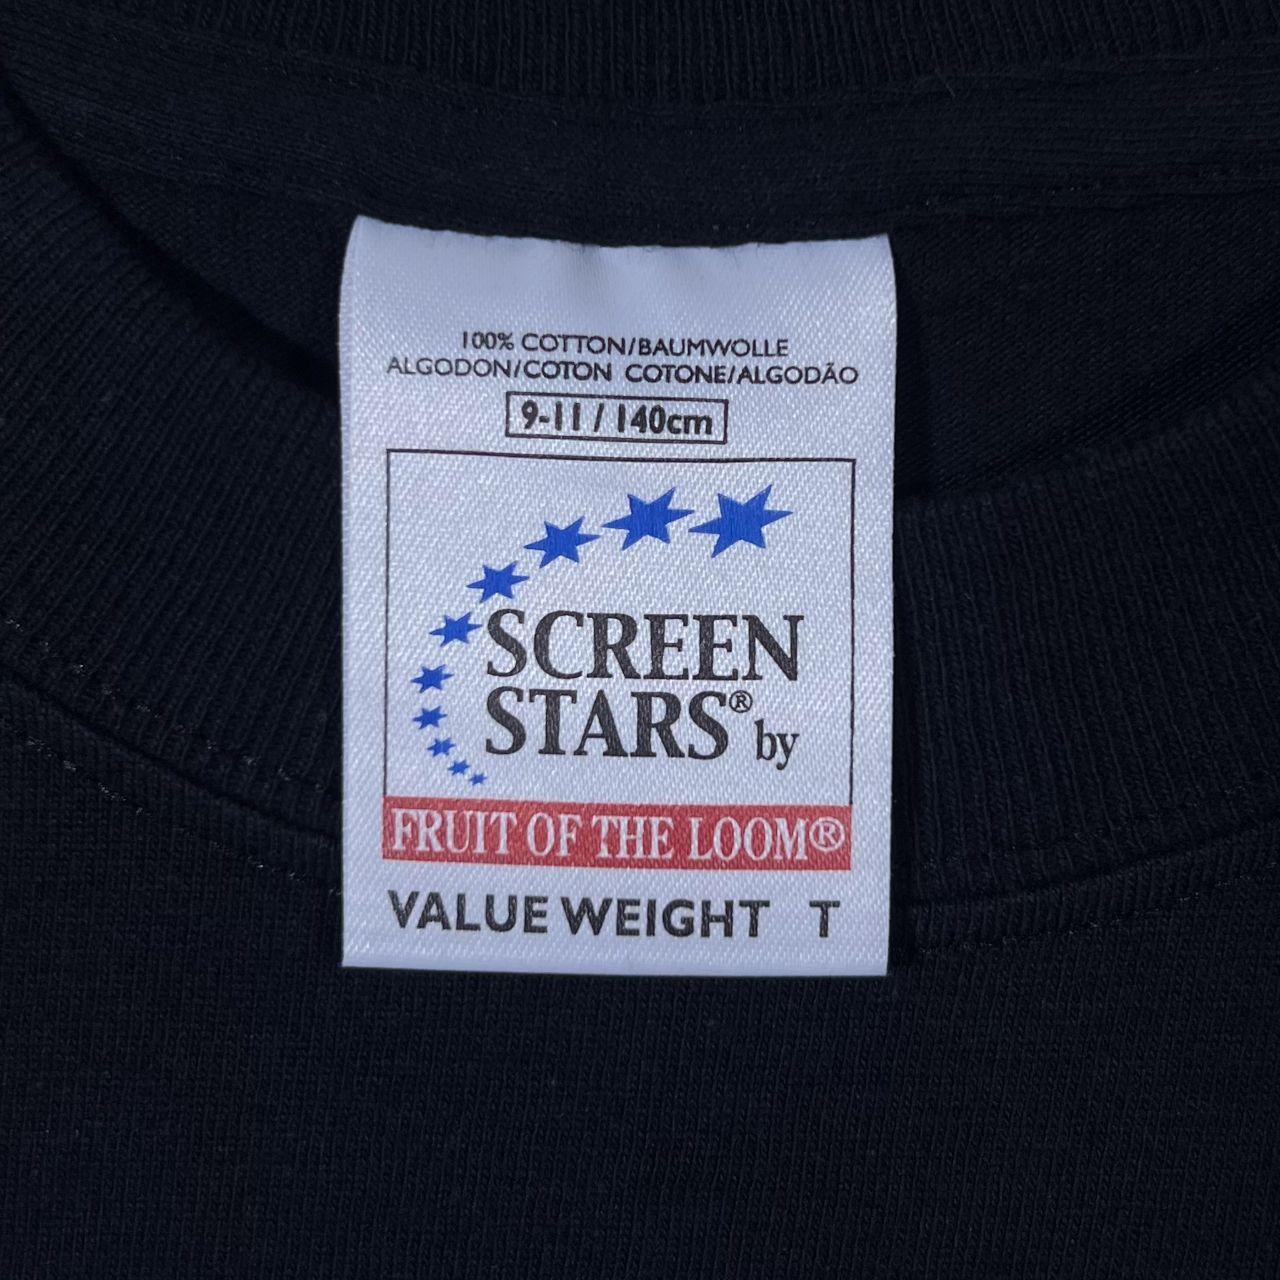 100% COTTON/BAUMWOLLE
ALGODON/COTON COTONE/ALGODÃO
9-11 / 140cm
SCREEN
STARS® by
FRUIT OF THE LOOM®
VALUE WEIGHT T